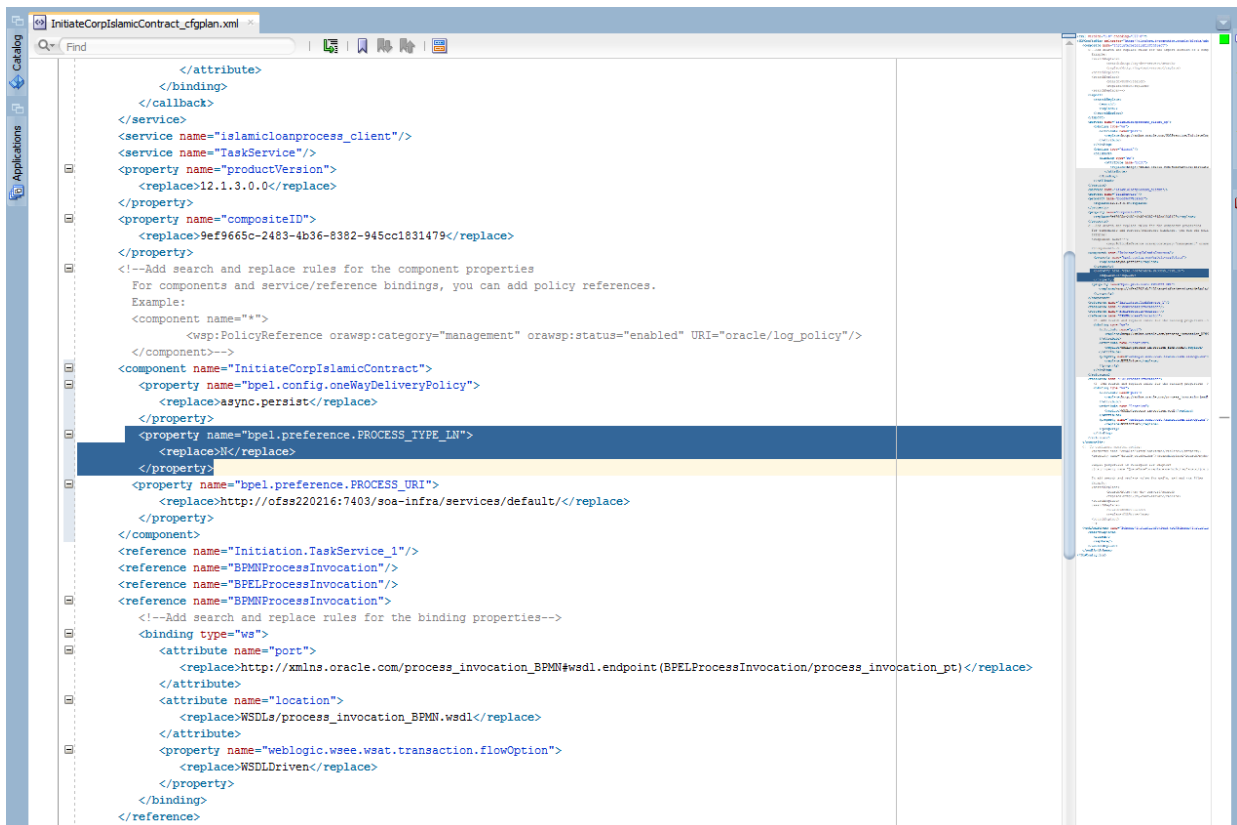 InitiateCorpIslamicContract_cfgplan.xml
Find
Catalog
Applications
</attribute>
</binding>
</callback>
</service>
<service name="islamicloanprocess_client"/>
<service name="TaskService"/>
<property name="productVersion">
<replace>12.1.3.0.0</replace>
</property>
<property name="compositeID">
<replace>9ef9665c-2483-4b36-8382-945cc1831479</replace>
</property>
<!--Add search and replace rules for the component properties
For components and service/reference bindings, you can add policy references.
Example:
<component name="*">
<wsp:PolicyReference orawsp:category="management" orawsp:status="enabled" URI="oracle/log_policy"/>
</component>-->
<component name="InitiateCorpIslamicContract">
<property name="bpel.config.oneWayDeliveryPolicy">
<replace>async.persist</replace>
</property>
<property name="bpel.preference.PROCESS_TYPE_LN">
<replace>N</replace>
</property>
<property name="bpel.preference.PROCESS_URI">
<replace>http://ofss220216:7403/soa-infra/services/default/</replace>
</property>
</component>
<reference name="Initiation.TaskService_1"/>
<reference name="BPMNProcessInvocation"/>
<reference name="BPELProcessInvocation"/>
<reference name="BPMNProcessInvocation">
<!--Add search and replace rules for the binding properties-->
<binding type="ws">
<attribute name="port">
<replace>http://xmlns.oracle.com/process_invocation_BPMN#wsdl.endpoint(BPELProcessInvocation/process_invocation_pt)</replace>
</attribute>
<attribute name="location">
<replace>WSDLs/process_invocation_BPMN.wsdl</replace>
</attribute>
<property name="weblogic.wsee.wsat.transaction.flowOption">
<replace>WSDLDriven</replace>
</property>
</binding>
</reference>